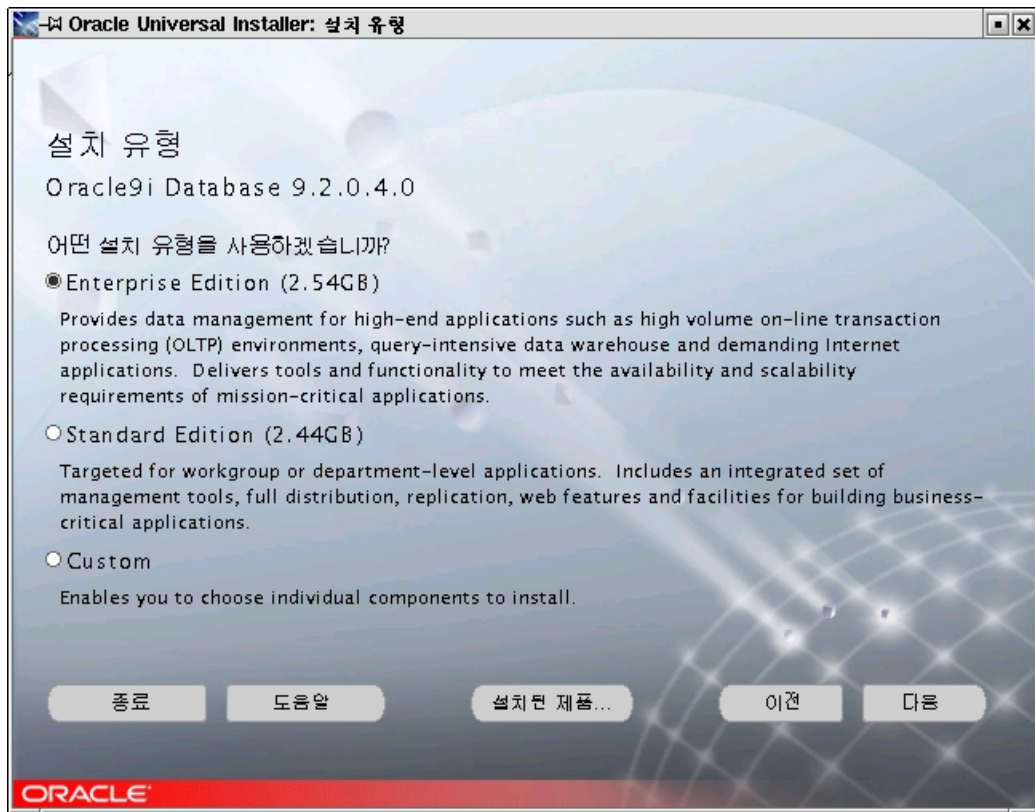 Oracle Universal Installer: 설치 유형
설치 유형
Oracle9i Database 9.2.0.4.0
어떤 설치 유형을 사용하겠습니까?
Enterprise Edition (2.54GB)
Provides data management for high-end applications such as high volume on-line transaction
processing (OLTP) environments, query-intensive data warehouse and demanding Internet
applications. Delivers tools and functionality to meet the availability and scalability
requirements of mission-critical applications.
Standard Edition (2.44GB)
Targeted for workgroup or department-level applications. Includes an integrated set of
management tools, full distribution, replication, web features and facilities for building business-
critical applications.
Custom
Enables you to choose individual components to install.
종료 도움말 설치된 제품... 이전 다음
ORACLE